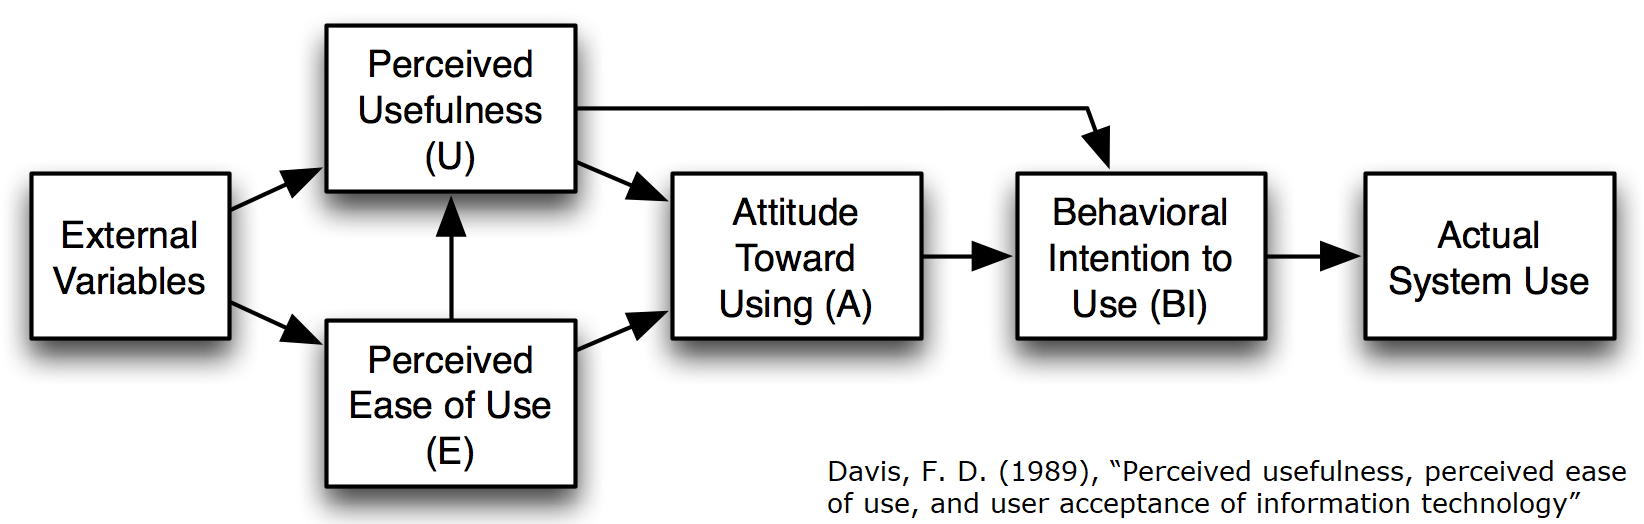 Perceived
Usefulness
(U)
External
Variables
Perceived
Ease of Use
(E)
Attitude
Toward
Using (A)
Behavioral
Intention to
Use (BI)
Actual
System Use
Davis, F. D. (1989), “Perceived usefulness, perceived ease
of use, and user acceptance of information technology”